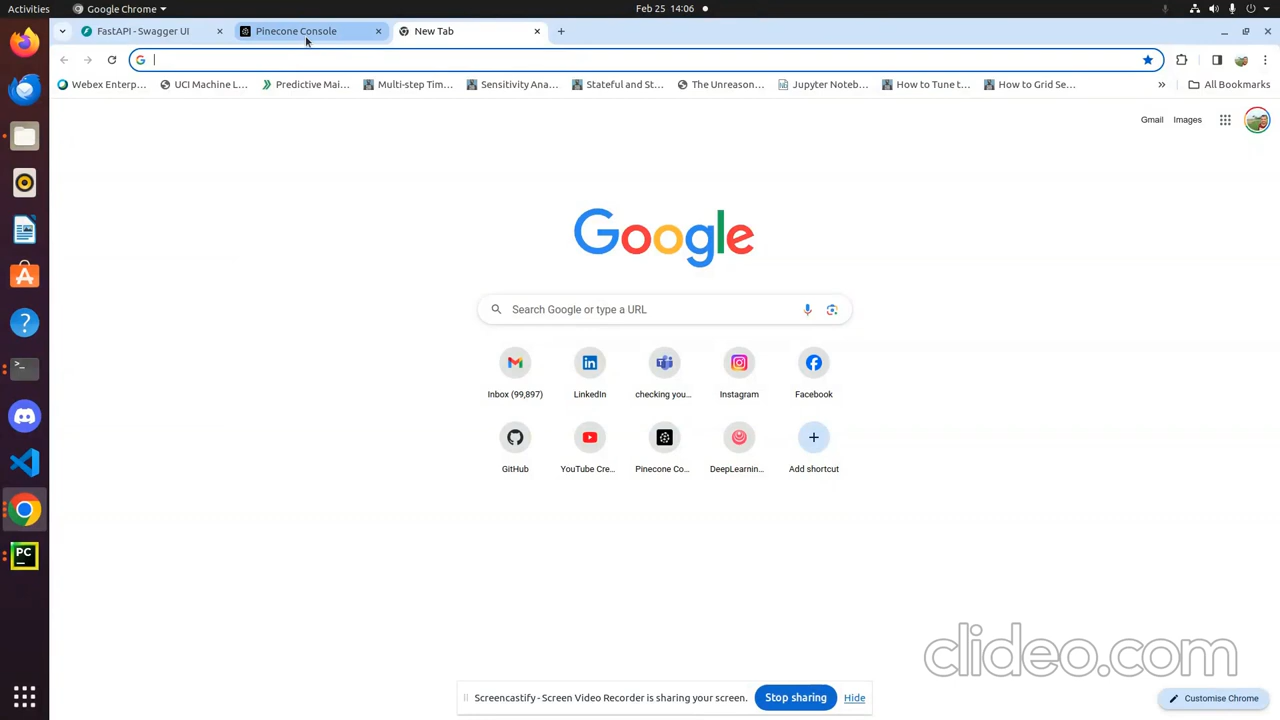 Activities
Google Chrome
Feb 25 14:06
FastAPI - Swagger UI
Pinecone Console
New Tab
Webex Enterp...
UCI Machine L...
Predictive Mai...
Multi-step Tim...
Sensitivity Ana...
Stateful and St...
The Unreason...
Jupyter Noteb...
How to Tune t...
How to Grid Se...
»
All Bookmarks
Gmail
Images
Google
Search Google or type a URL
Inbox (99,897)
LinkedIn
checking you...
Instagram
Facebook
GitHub
YouTube Cre...
Pinecone Co...
DeepLearnin...
Add shortcut
PC
clideo.com
Screencastify - Screen Video Recorder is sharing your screen.
Stop sharing
Hide
Customise Chrome